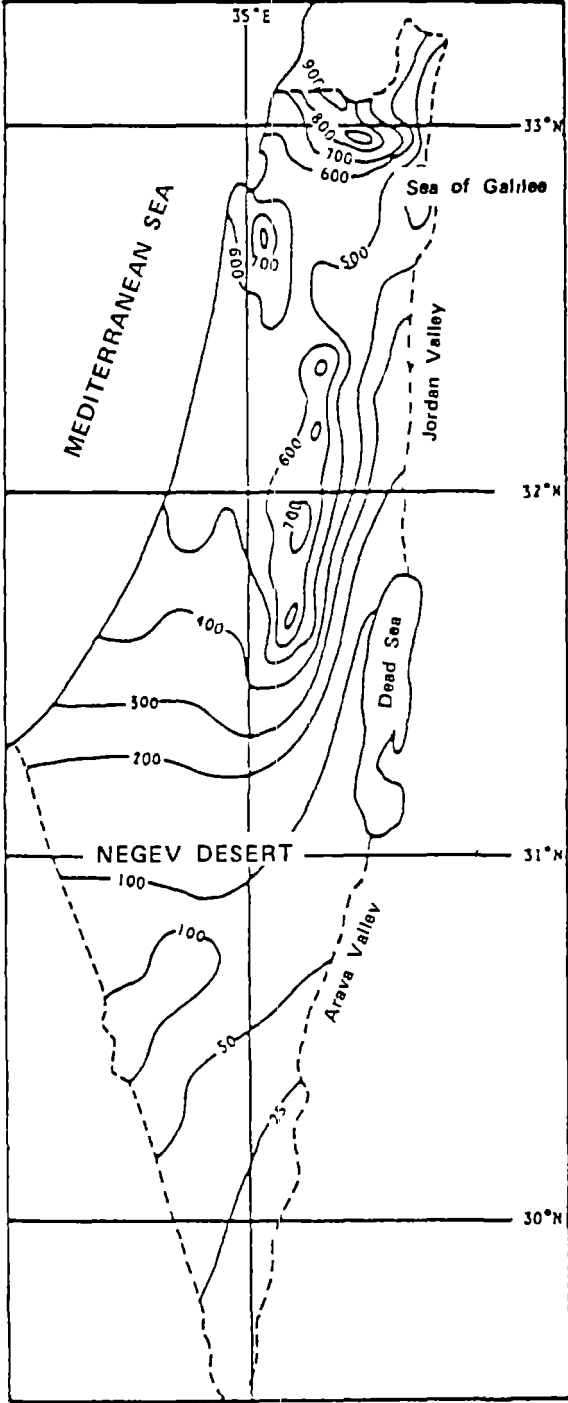 35°E
900
33°N
800
700
600
Sea of Galilee
MEDITERRANEAN SEA
600
700
500
Jordan Valley
600
32°N
700
400
Dead Sea
300
200
NEGEV DESERT
31°N
100
100
Arava Valley
50
25
30°N